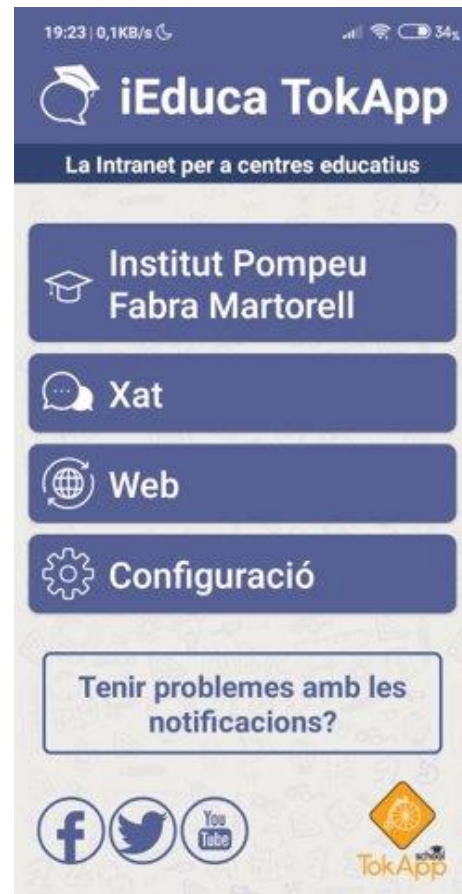 19:23 | 0,1KB/s
34%
iEduca TokApp
La Intranet per a centres educatius
Institut Pompeu
Fabra Martorell
Xat
Web
Configuració
Tenir problemes amb les
notificacions?
You
Tube
school
TokApp